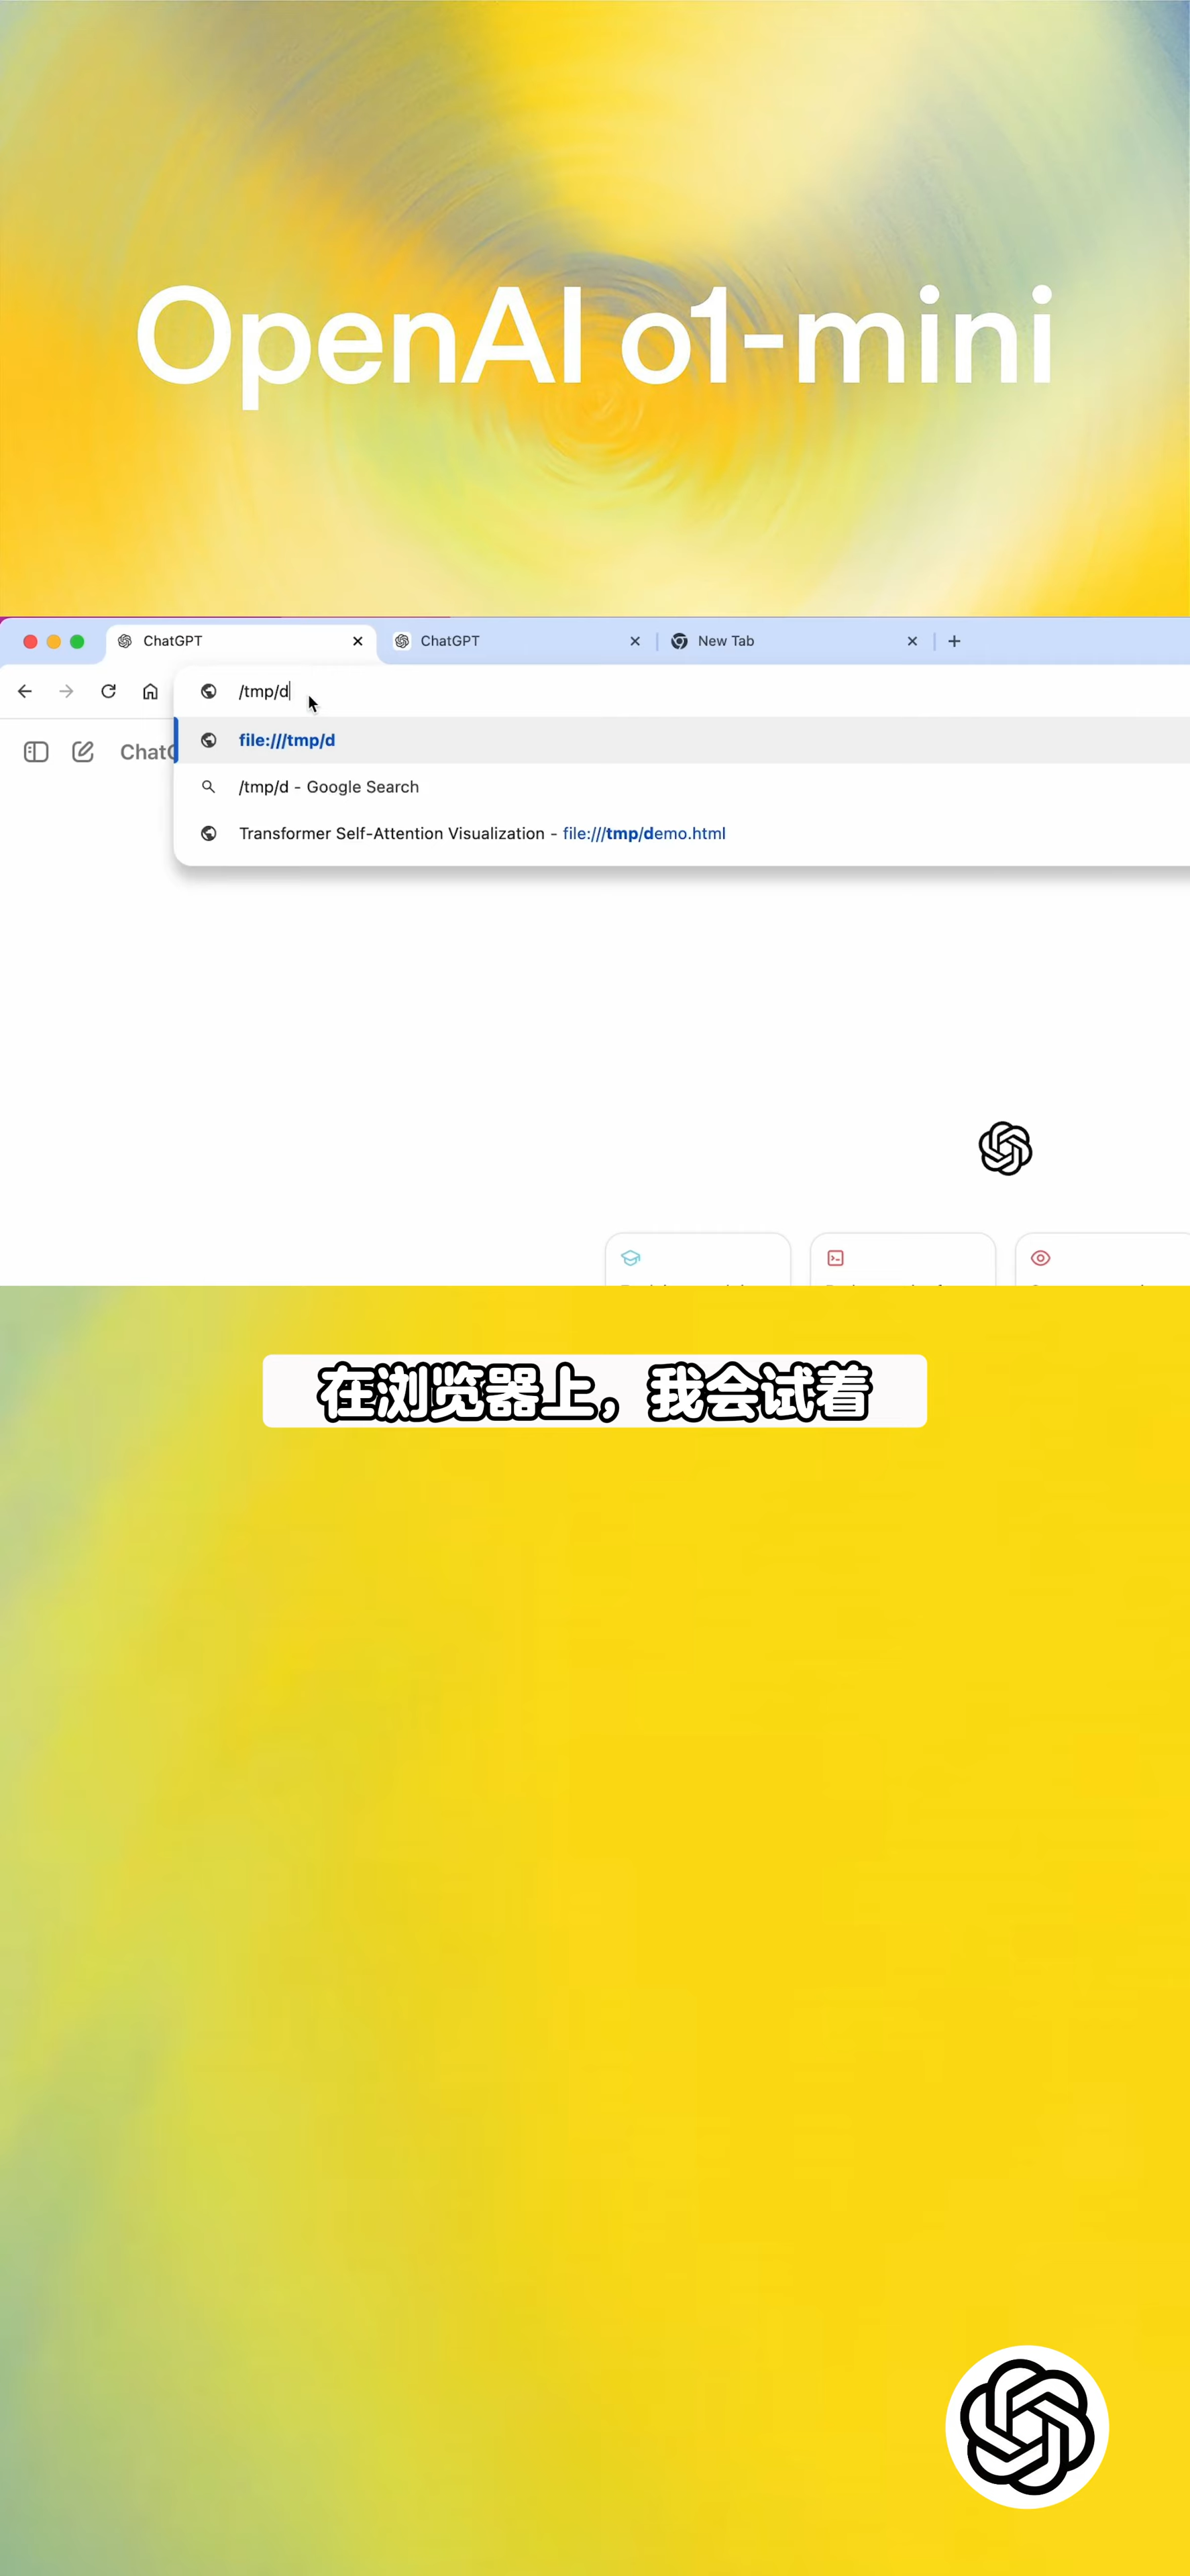 OpenAI o1-mini
ChatGPT
ChatGPT
New Tab
/tmp/d
file:///tmp/d
/tmp/d - Google Search
Transformer Self-Attention Visualization - file:///tmp/demo.html
在浏览器上，我会试着